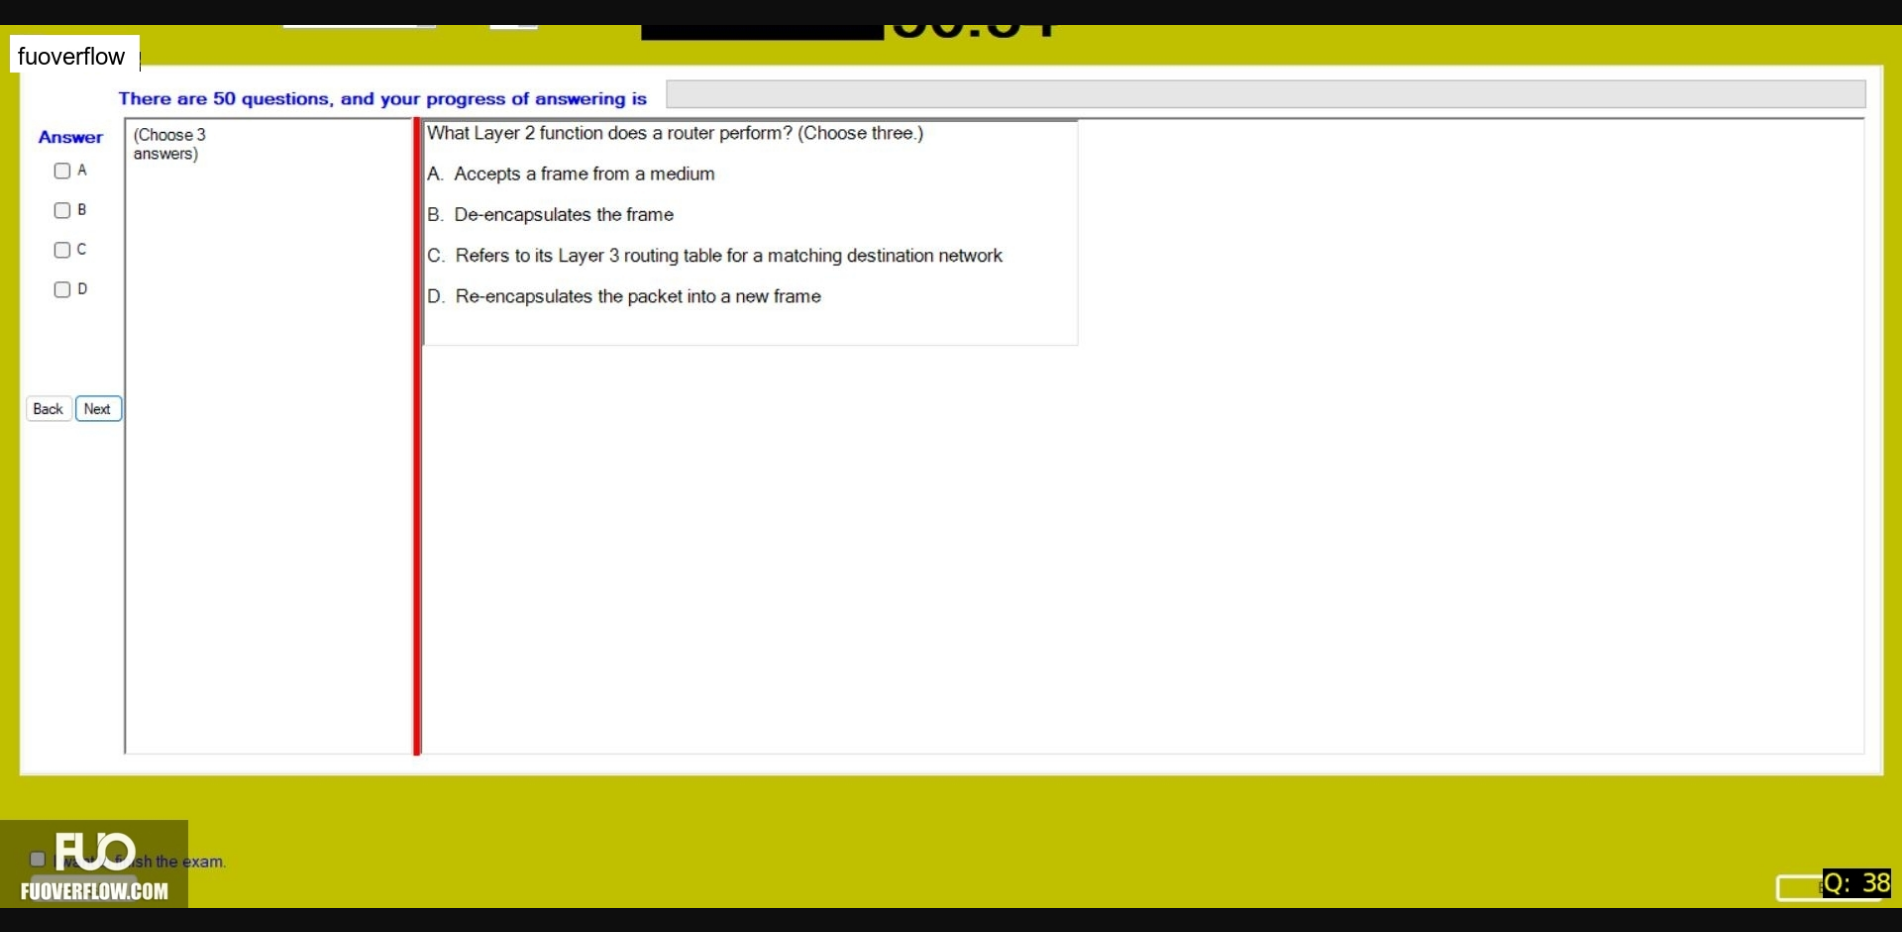 fuoverflow
There are 50 questions, and your progress of answering is
Answer
A
B
C
D
Back Next
(Choose 3
answers)
What Layer 2 function does a router perform? (Choose three.)
A. Accepts a frame from a medium
B. De-encapsulates the frame
C. Refers to its Layer 3 routing table for a matching destination network
D. Re-encapsulates the packet into a new frame
FUO
the exam.
FUOVERFLOW.COM
Q: 38